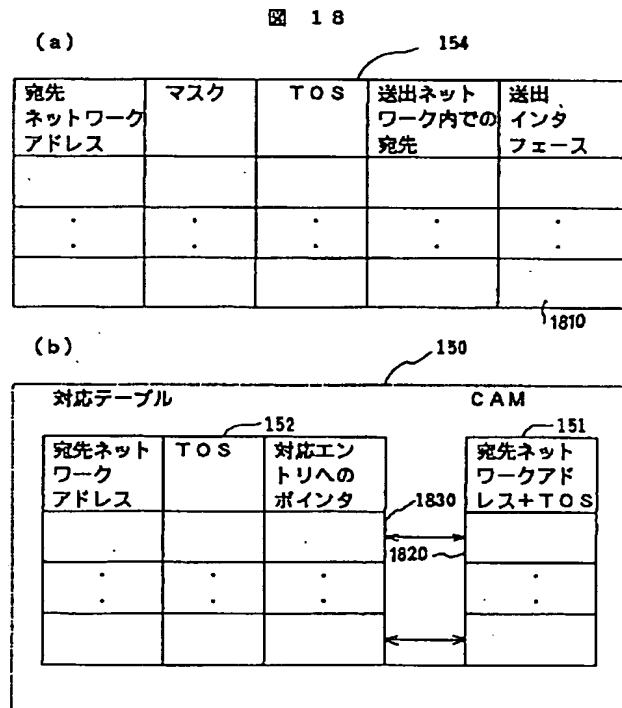 図 18
(a)
154
宛先
ネットワーク
アドレス
マスク
TOS
送出ネット
ワーク内での
宛先
送出
インタ
フェース
1810
(b)
150
対応テーブル
CAM
152
151
宛先ネット
ワーク
アドレス
TOS
対応エン
トリへの
ポインタ
宛先ネット
ワークアド
レス+TOS
1830
1820